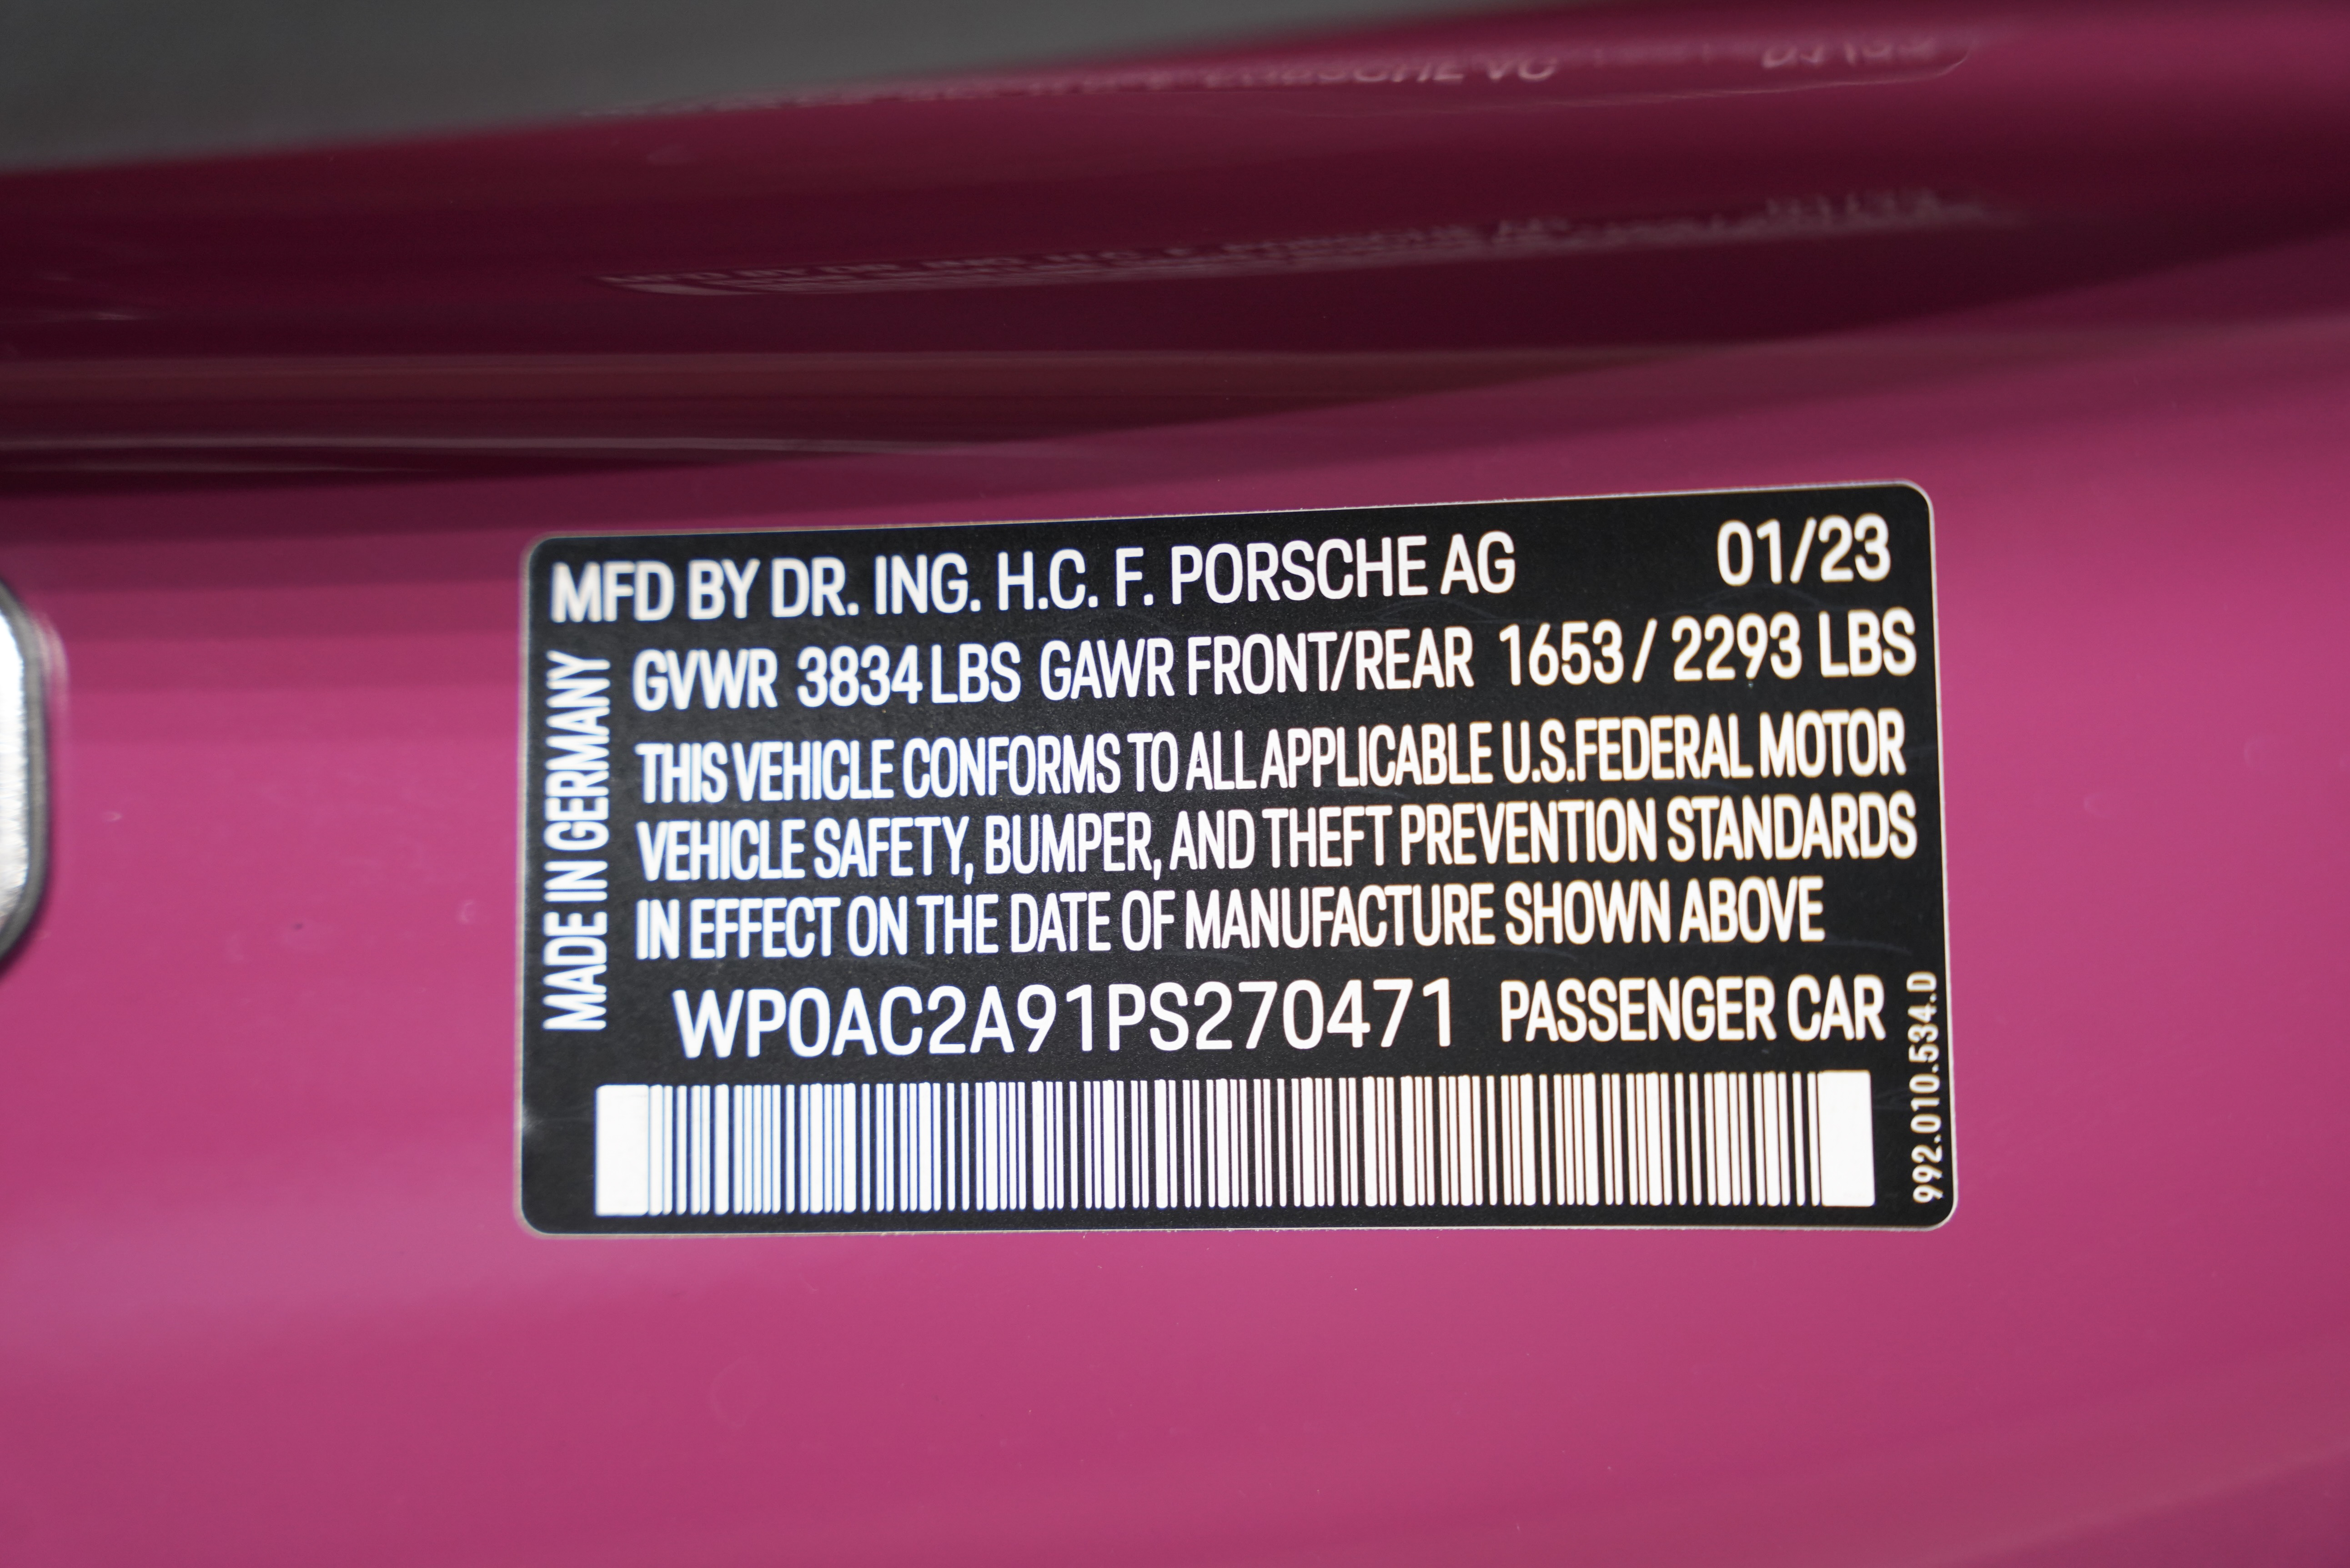 MFD BY DR. ING. H.C. F. PORSCHE AG 01/23
GVWR 3834 LBS GAWR FRONT/REAR 1653 / 2293 LBS
THIS VEHICLE CONFORMS TO ALL APPLICABLE U.S.FEDERAL MOTOR
VEHICLE SAFETY, BUMPER, AND THEFT PREVENTION STANDARDS
IN EFFECT ON THE DATE OF MANUFACTURE SHOWN ABOVE
WP0AC2A91PS270471 PASSENGER CAR
MADE IN GERMANY
992.010.534.D